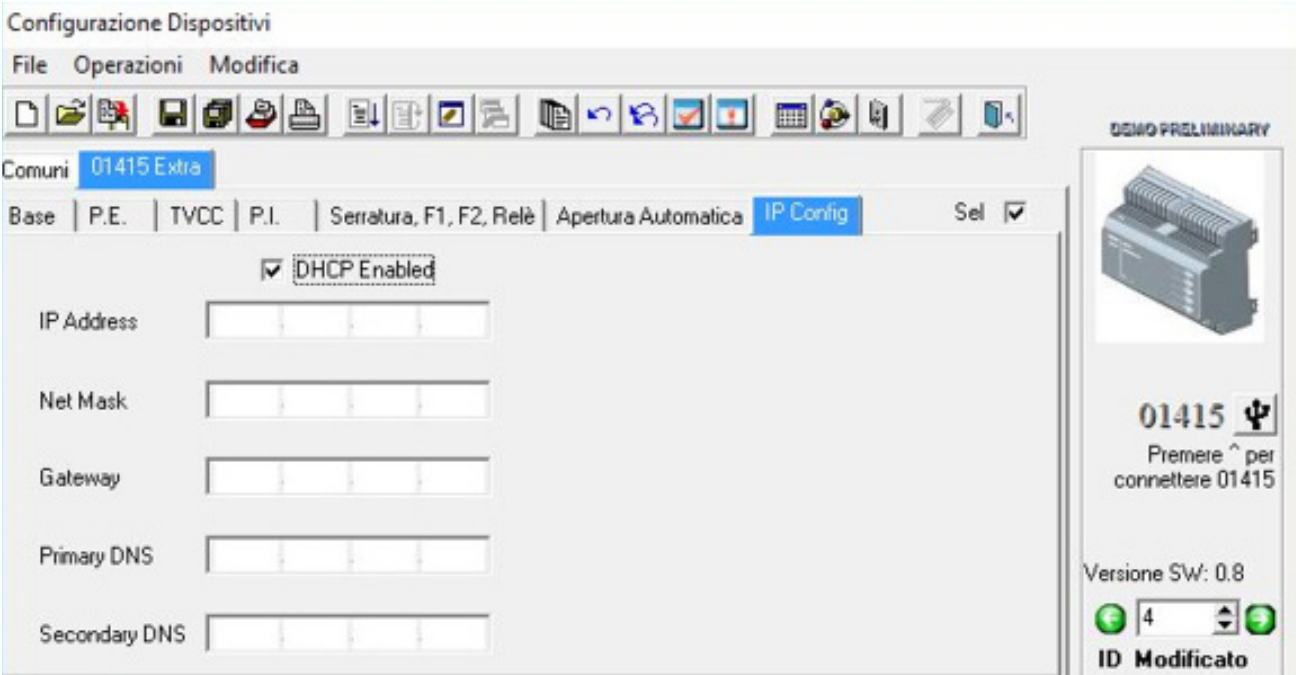 Configurazione Dispositivi
File Operazioni Modifica
DEMO PRELIMINARY
Comuni 01415 Extra
Base P.E. TVCC P.I. Serratura, F1, F2, Relè Apertura Automatica IP Config Sel
DHCP Enabled
IP Address
Net Mask
Gateway
Primary DNS
Secondary DNS
01415
Premere ^ per
connettere 01415
Versione SW: 0.8
4
ID Modificato